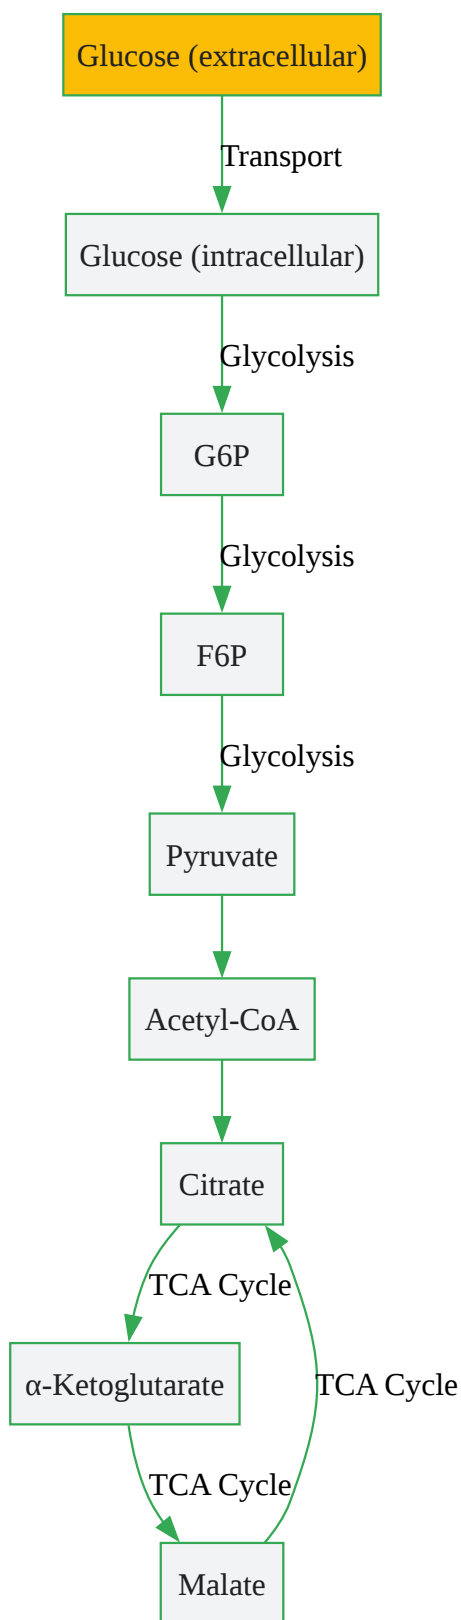 Glucose (extracellular)
Transport
Glucose (intracellular)
Glycolysis
G6P
Glycolysis
F6P
Glycolysis
Pyruvate
Acetyl-CoA
Citrate
TCA Cycle
α-Ketoglutarate
TCA Cycle
TCA Cycle
Malate